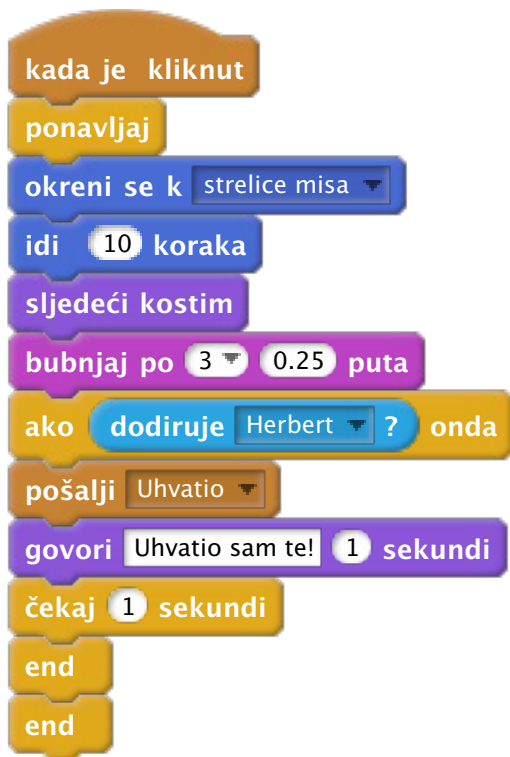 kada je kliknut
ponavljaj
okreni se k strelice misa
idi 10 koraka
sljedeći kostim
bubnjaj po 3 0.25 puta
ako dodiruje Herbert ? onda
pošalji Uhvatio
govori Uhvatio sam te! 1 sekundi
čekaj 1 sekundi
end
end